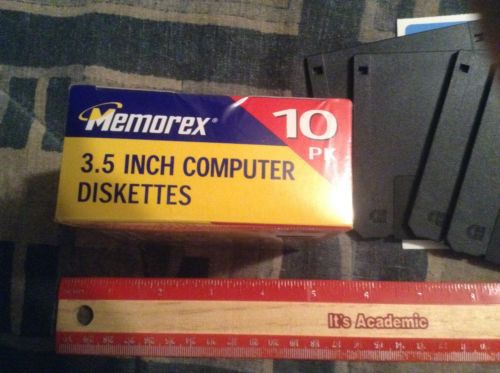 Memorex®
10
PK
3.5 INCH COMPUTER
DISKETTES
It's Academic